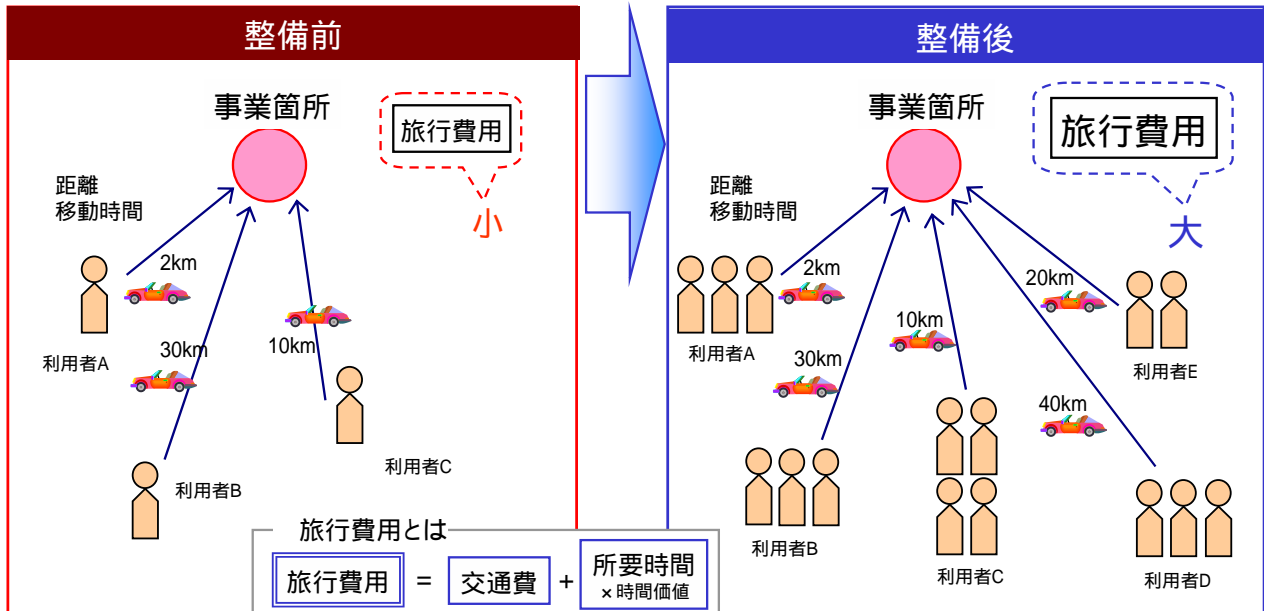 整備前
事業箇所
旅行費用
小
距離
移動時間
2km
利用者A
30km
10km
利用者B
利用者C
整備後
事業箇所
旅行費用
大
距離
移動時間
2km
利用者A
30km
10km
20km
利用者E
40km
利用者B
利用者C
利用者D
旅行費用とは
旅行費用 = 交通費 + 所要時間
×時間価値